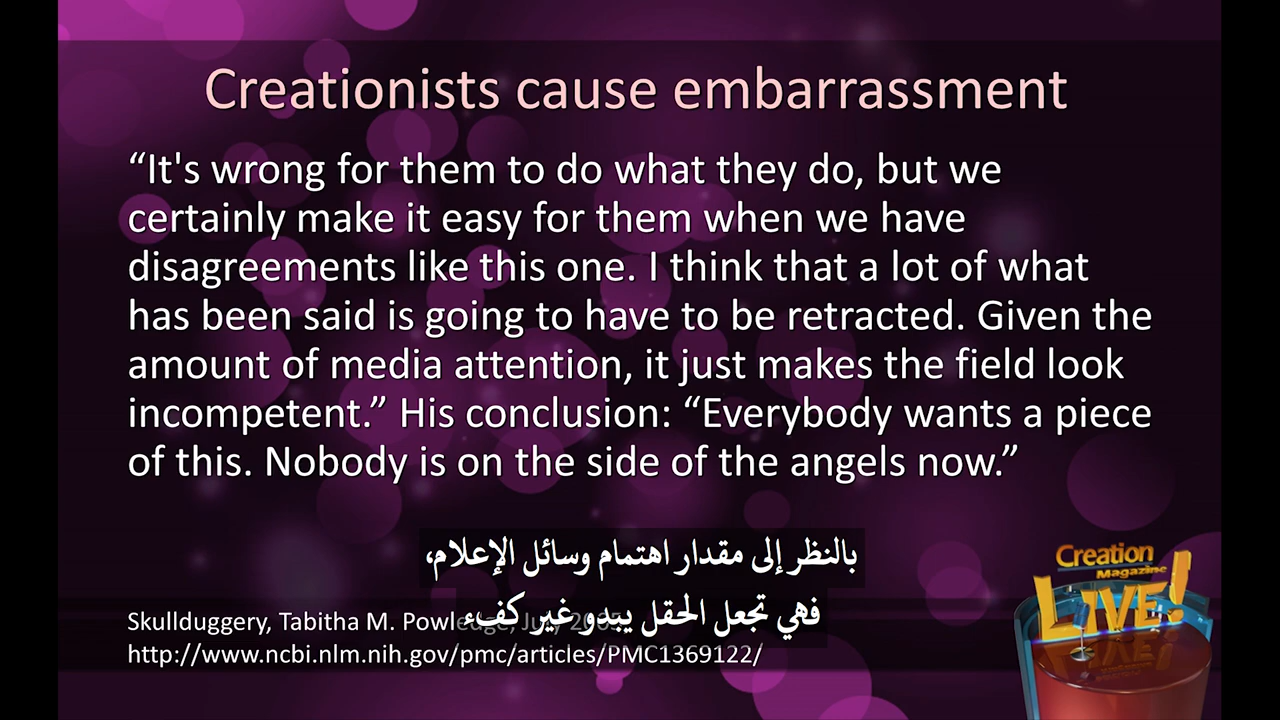 Creationists cause embarrassment
“It's wrong for them to do what they do, but we
certainly make it easy for them when we have
disagreements like this one. I think that a lot of what
has been said is going to have to be retracted. Given the
amount of media attention, it just makes the field look
incompetent.” His conclusion: “Everybody wants a piece
of this. Nobody is on the side of the angels now.”
بالنظر إلى مقدار اهتمام وسائل الإعلام،
فهي تجعل الحقل يبدو غير كفء
Skullduggery, Tabitha M. Powledge, July
http://www.ncbi.nlm.nih.gov/pmc/articles/PMC1369122/
Creation
Magazine
LIVE!